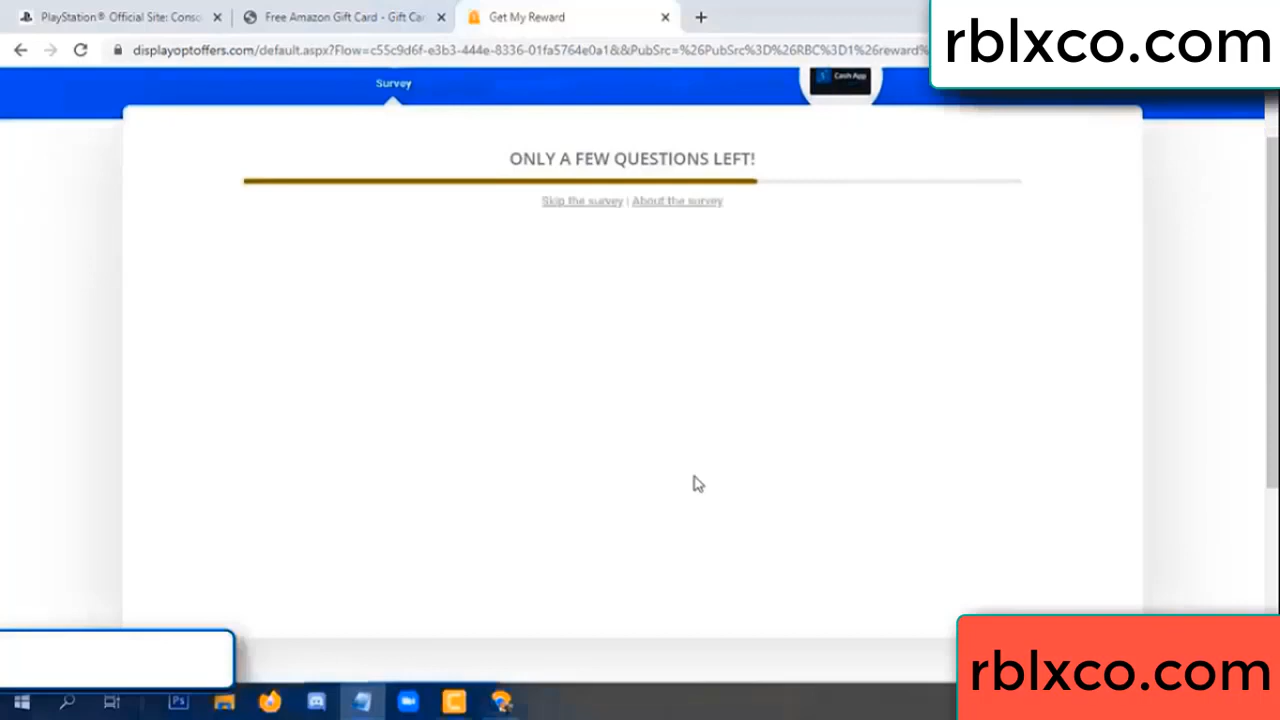 PlayStation® Official Site: Conso
Free Amazon Gift Card - Gift Car
Get My Reward
rblxco.com
displayoptoffers.com/default.aspx?Flow=c55c9d6f-e3b3-444e-8336-01fa5764e0a1&&PubSrc=%26PubSrc%3D%26RBC%3D1%26reward%
Survey
Cash App
ONLY A FEW QUESTIONS LEFT!
Skip the survey | About the survey
rblxco.com
Ps